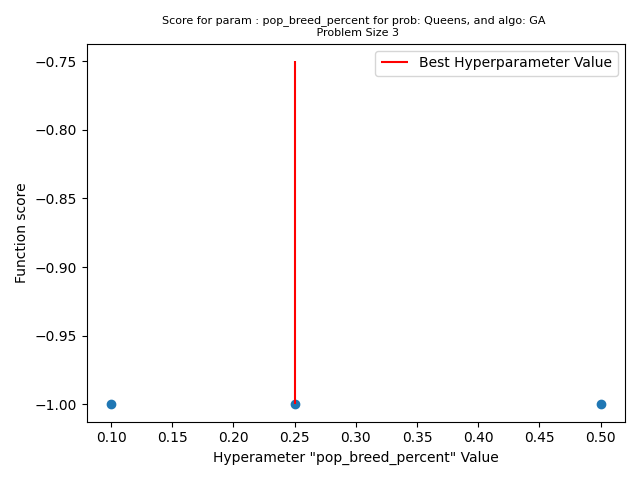 Score for param : pop_breed_percent for prob: Queens, and algo: GA
Problem Size 3
Best Hyperparameter Value
Function score
−0.75
−0.80
−0.85
−0.90
−0.95
−1.00
0.10 0.15 0.20 0.25 0.30 0.35 0.40 0.45 0.50
Hyperameter "pop_breed_percent" Value